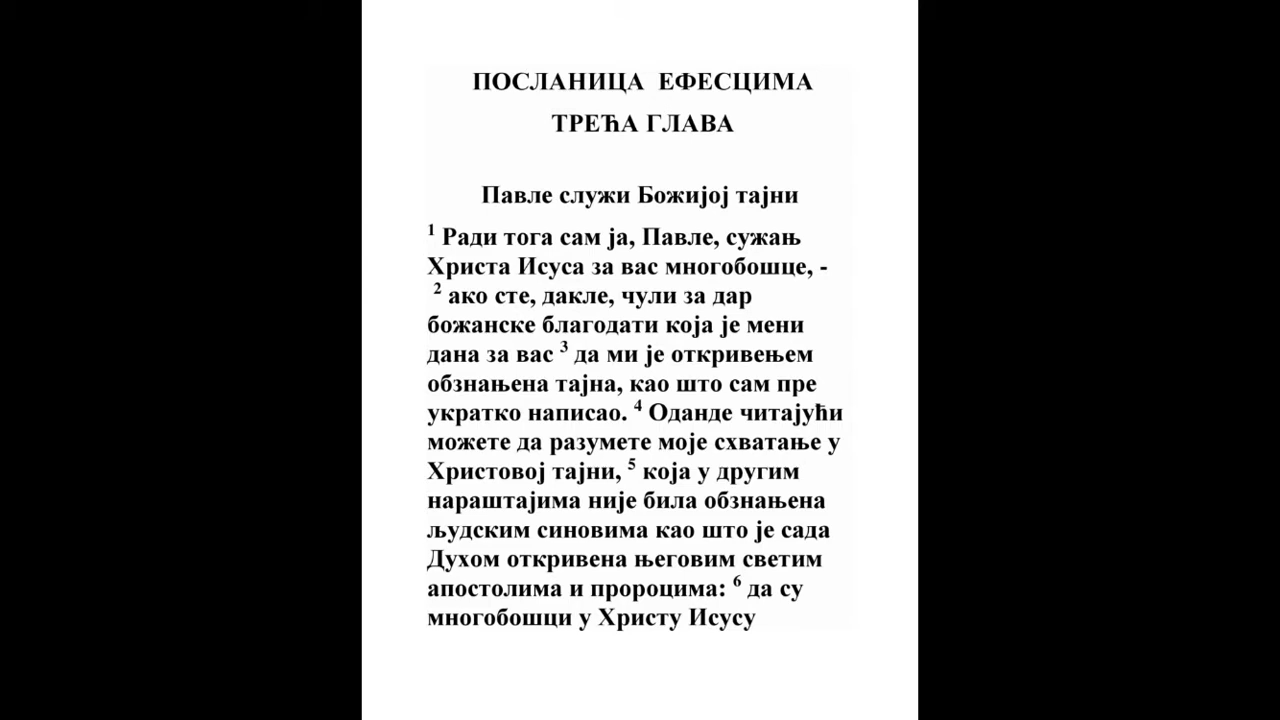 ПОСЛАНИЦА ЕФЕСЦИМА
ТРЕЋА ГЛАВА
Павле служи Божијој тајни
1 Ради тога сам ја, Павле, сужањ
Христа Исуса за вас многобошце, -
2 ако сте, дакле, чули за дар
божанске благодати која је мени
дана за вас 3 да ми је откривењем
обзнањена тајна, као што сам пре
укратко написао. 4 Оданде читајући
можете да разумете моје схватање у
Христовој тајни, 5 која у другим
нараштајима није била обзнањена
људским синовима као што је сада
Духом откривена његовим светим
апостолима и пророцима: 6 да су
многобошци у Христу Исусу